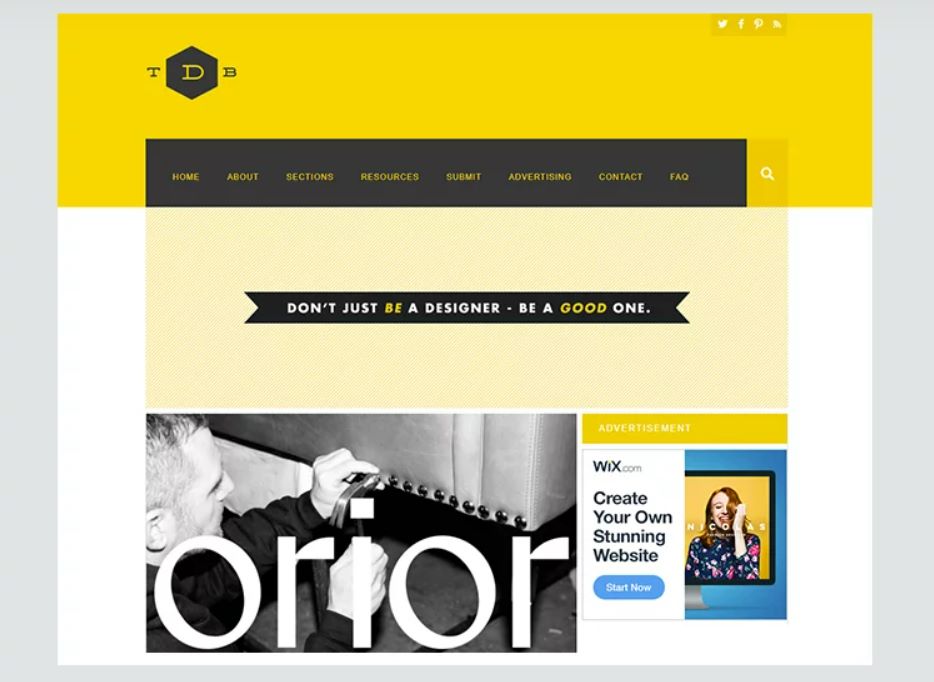 T D B
HOME ABOUT SECTIONS RESOURCES SUBMIT ADVERTISING CONTACT FAQ
DON'T JUST BE A DESIGNER - BE A GOOD ONE.
orior
ADVERTISEMENT
WiX.com
Create
Your Own
Stunning
Website
NICOLAS
Start Now